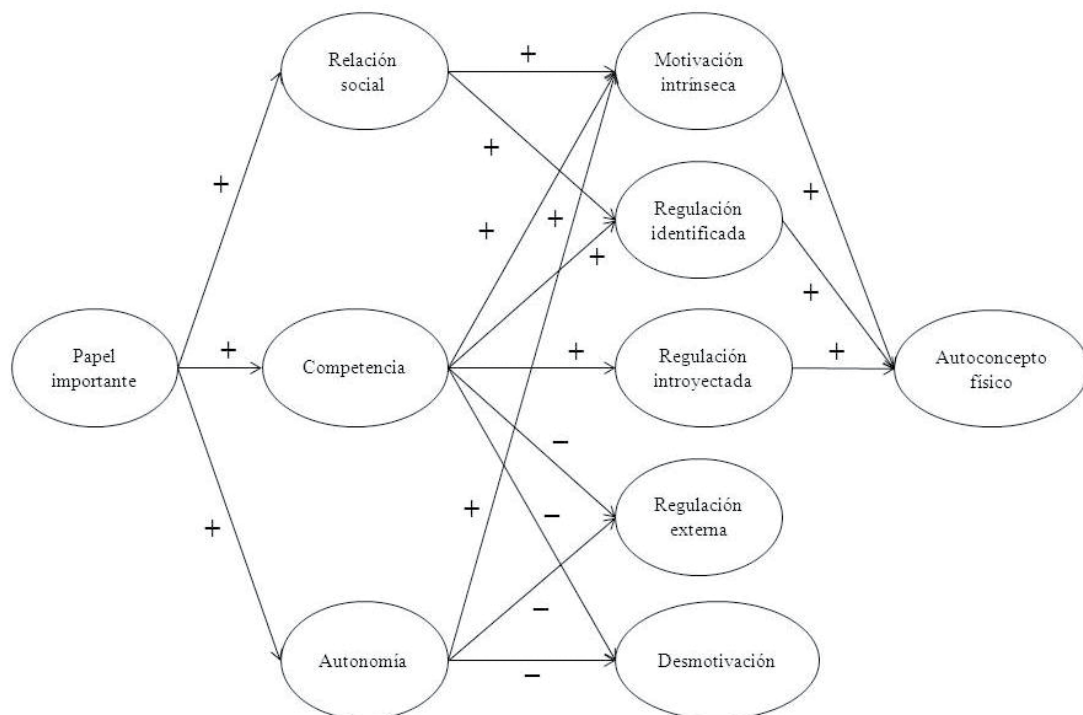 Relación
social
+
Motivación
intrínseca
+
+
+
+
+
Regulación
identificada
+
+
+
Papel
importante
+
Competencia
+
Regulación
introyectada
+
Autoconcepto
físico
−
+
+
−
Regulación
externa
−
Autonomía
−
Desmotivación